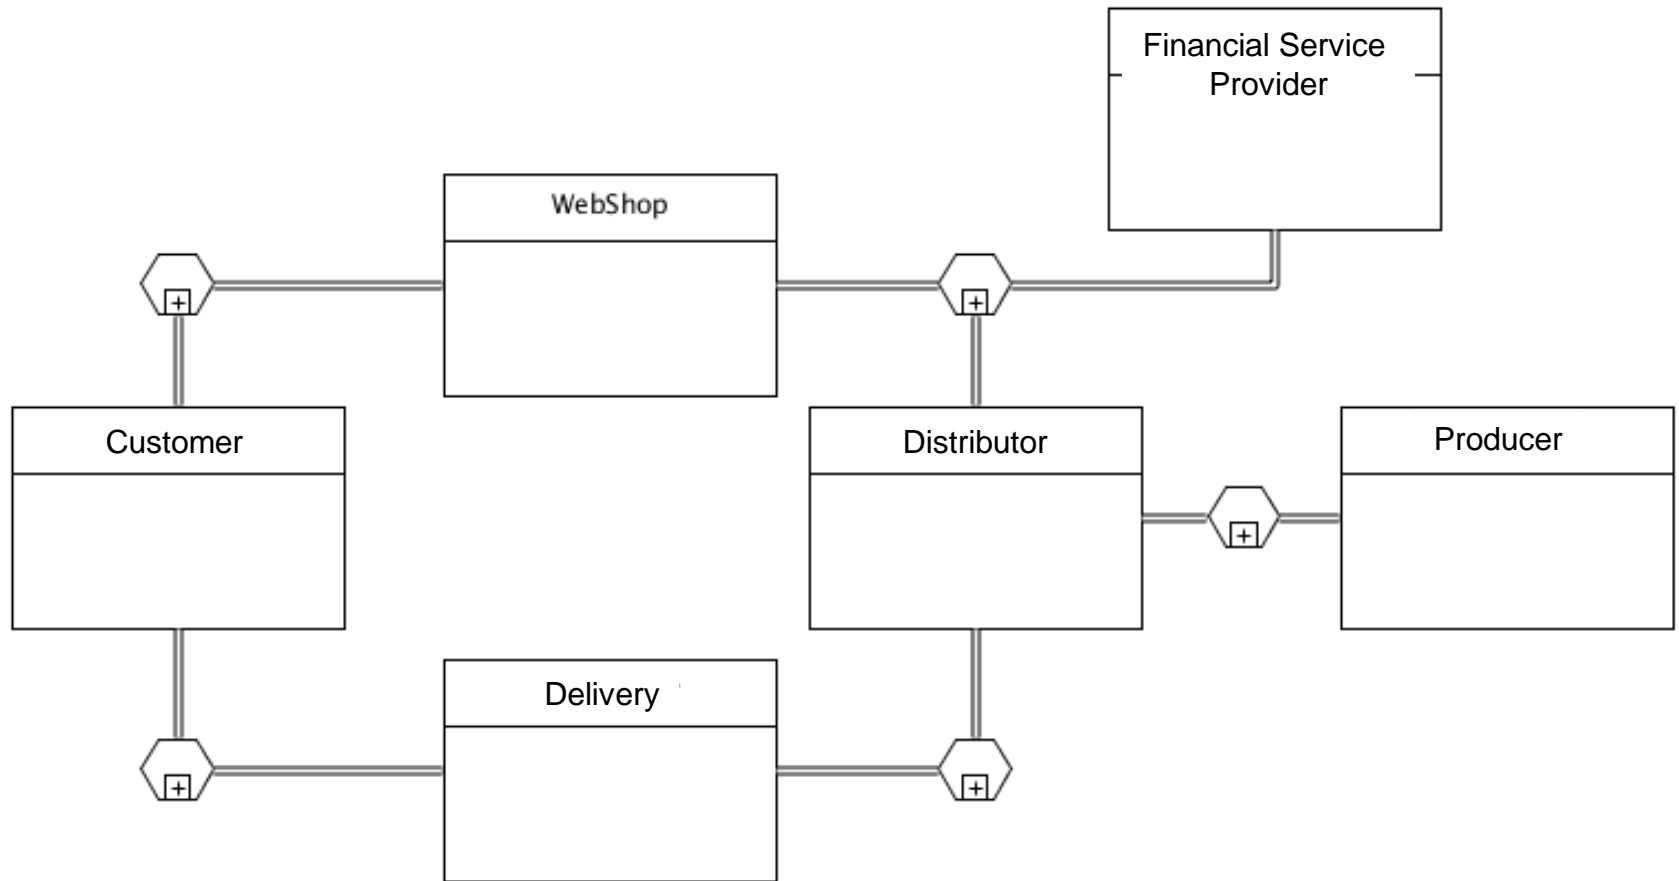 Financial Service
Provider
WebShop
Customer
Distributor
Producer
Delivery